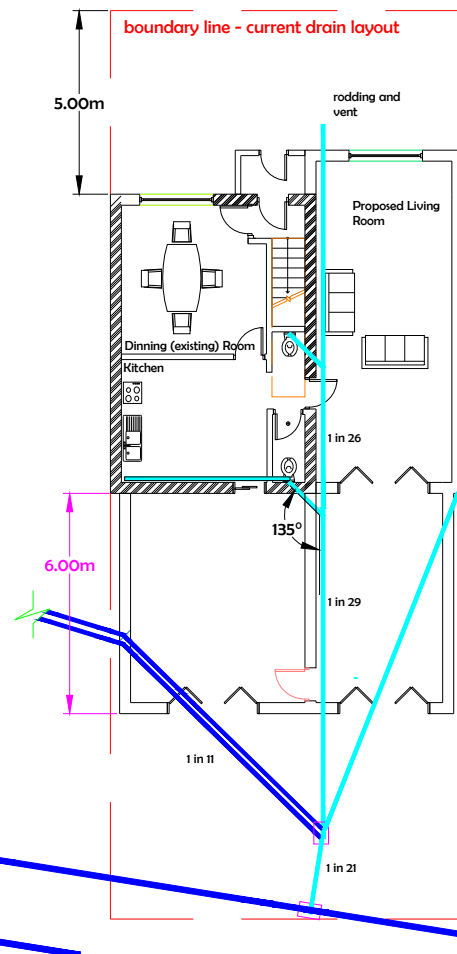 boundary line - current drain layout
5.00m
rodding and
vent
Proposed Living
Room
Dinning (existing) Room
Kitchen
1 in 26
135°
6.00m
1 in 29
1 in 11
1 in 21